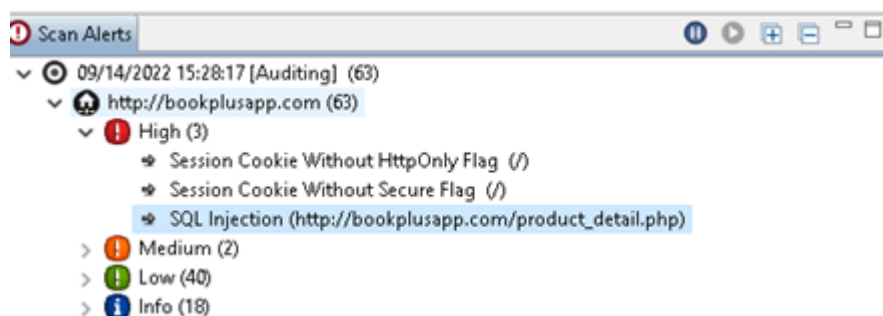 Scan Alerts
09/14/2022 15:28:17 [Auditing] (63)
http://bookplusapp.com (63)
High (3)
Session Cookie Without HttpOnly Flag (/)
Session Cookie Without Secure Flag (/)
SQL Injection (http://bookplusapp.com/product_detail.php)
Medium (2)
Low (40)
Info (18)